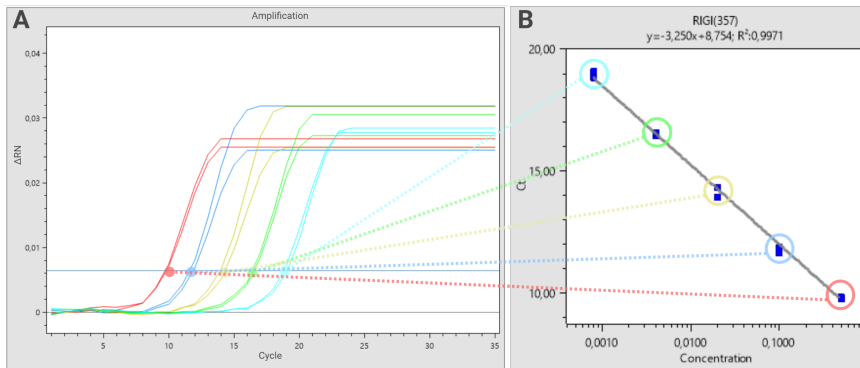 A
Amplification
0,04
0,03
0,02
0,01
0
ΔRN
5
10
15
20
25
30
35
Cycle
B
RIGI(357)
y=-3,250x+8,754; R²:0,9971
20,00
15,00
10,00
Ct
0,0010
0,0100
0,1000
Concentration